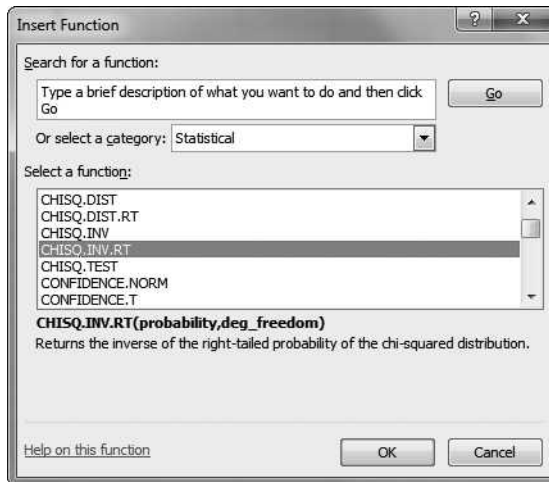 Insert Function
Search for a function:
Type a brief description of what you want to do and then click
Go
Go
Or select a category: Statistical
Select a function:
CHISQ.DIST
CHISQ.DIST.RT
CHISQ.INV
CHISQ.INV.RT
CHISQ.TEST
CONFIDENCE.NORM
CONFIDENCE.T
CHISQ.INV.RT(probability,deg_freedom)
Returns the inverse of the right-tailed probability of the chi-squared distribution.
Help on this function
OK
Cancel